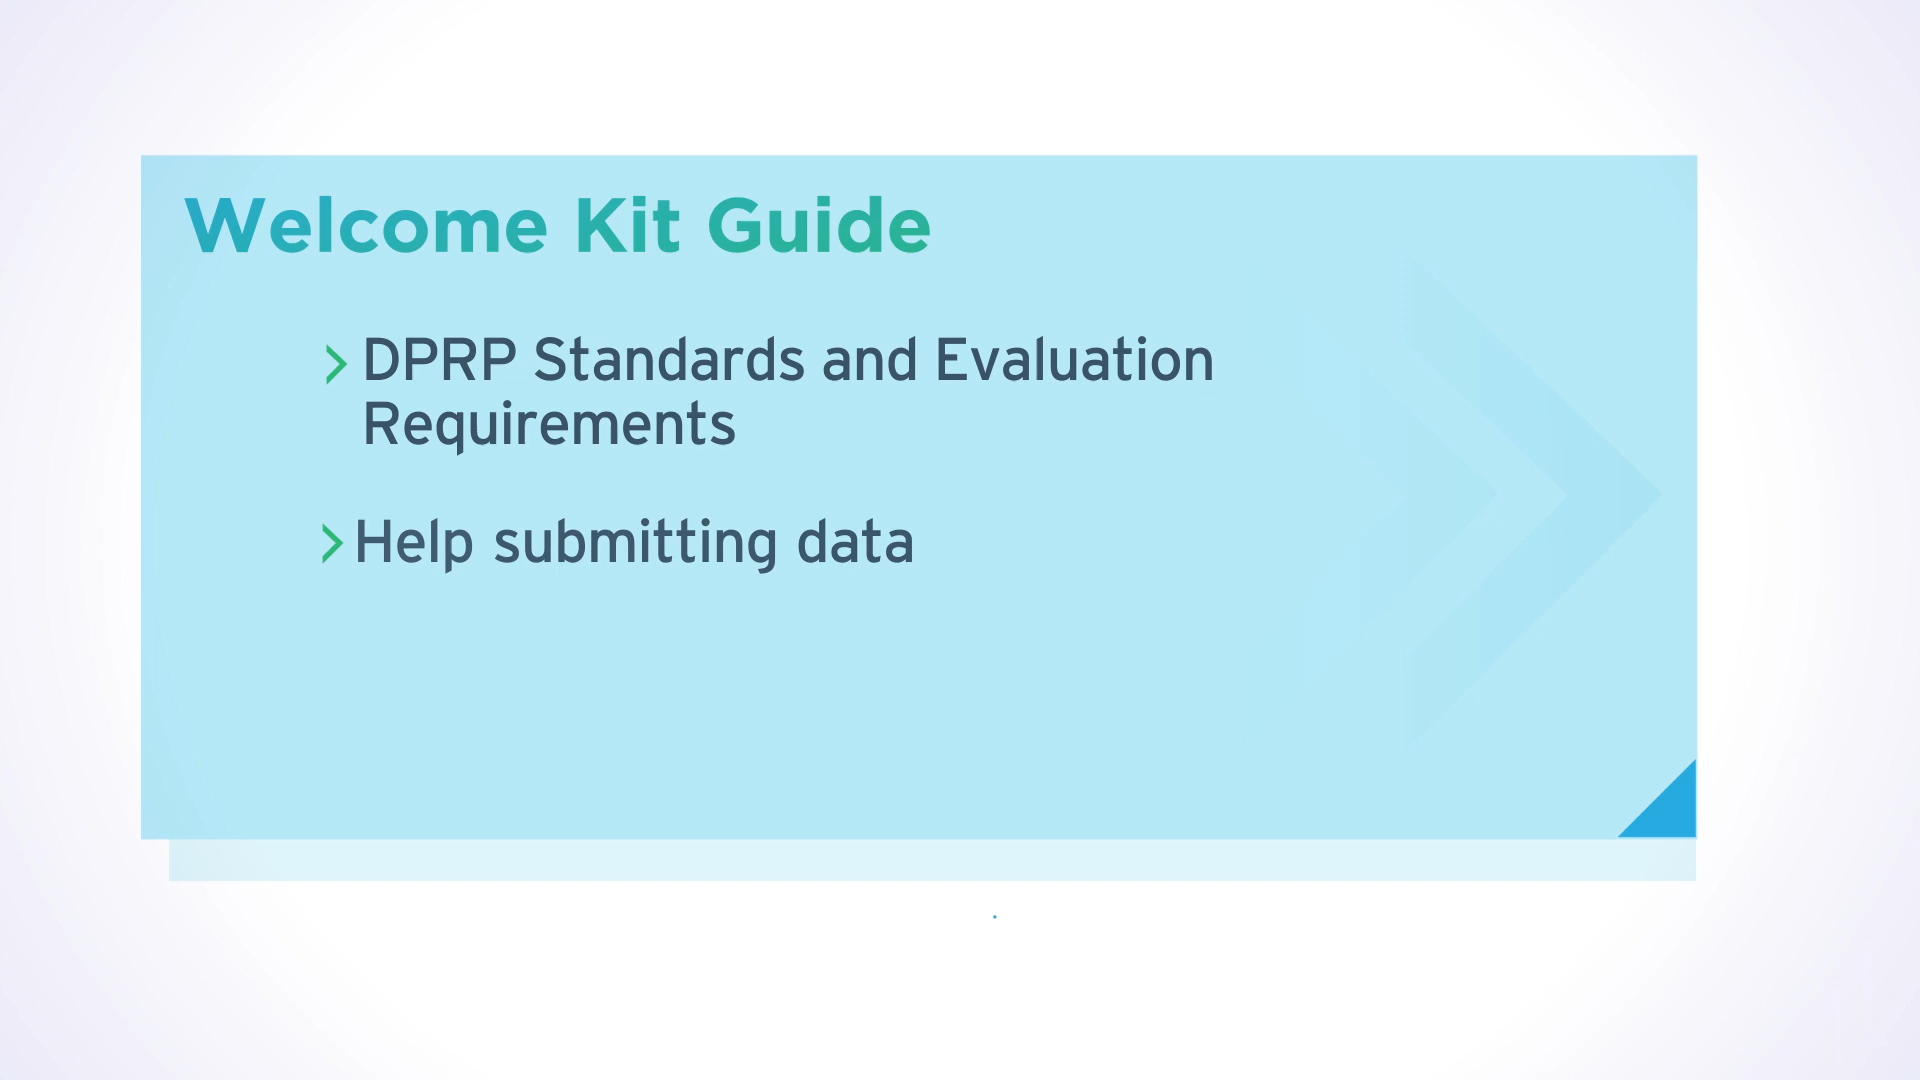 Welcome Kit Guide
DPRP Standards and Evaluation
Requirements
Help submitting data